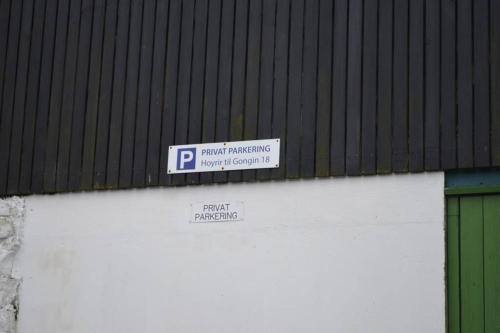 P PRIVAT PARKERING
Hoyrir til Gongin 18
PRIVAT
PARKERING